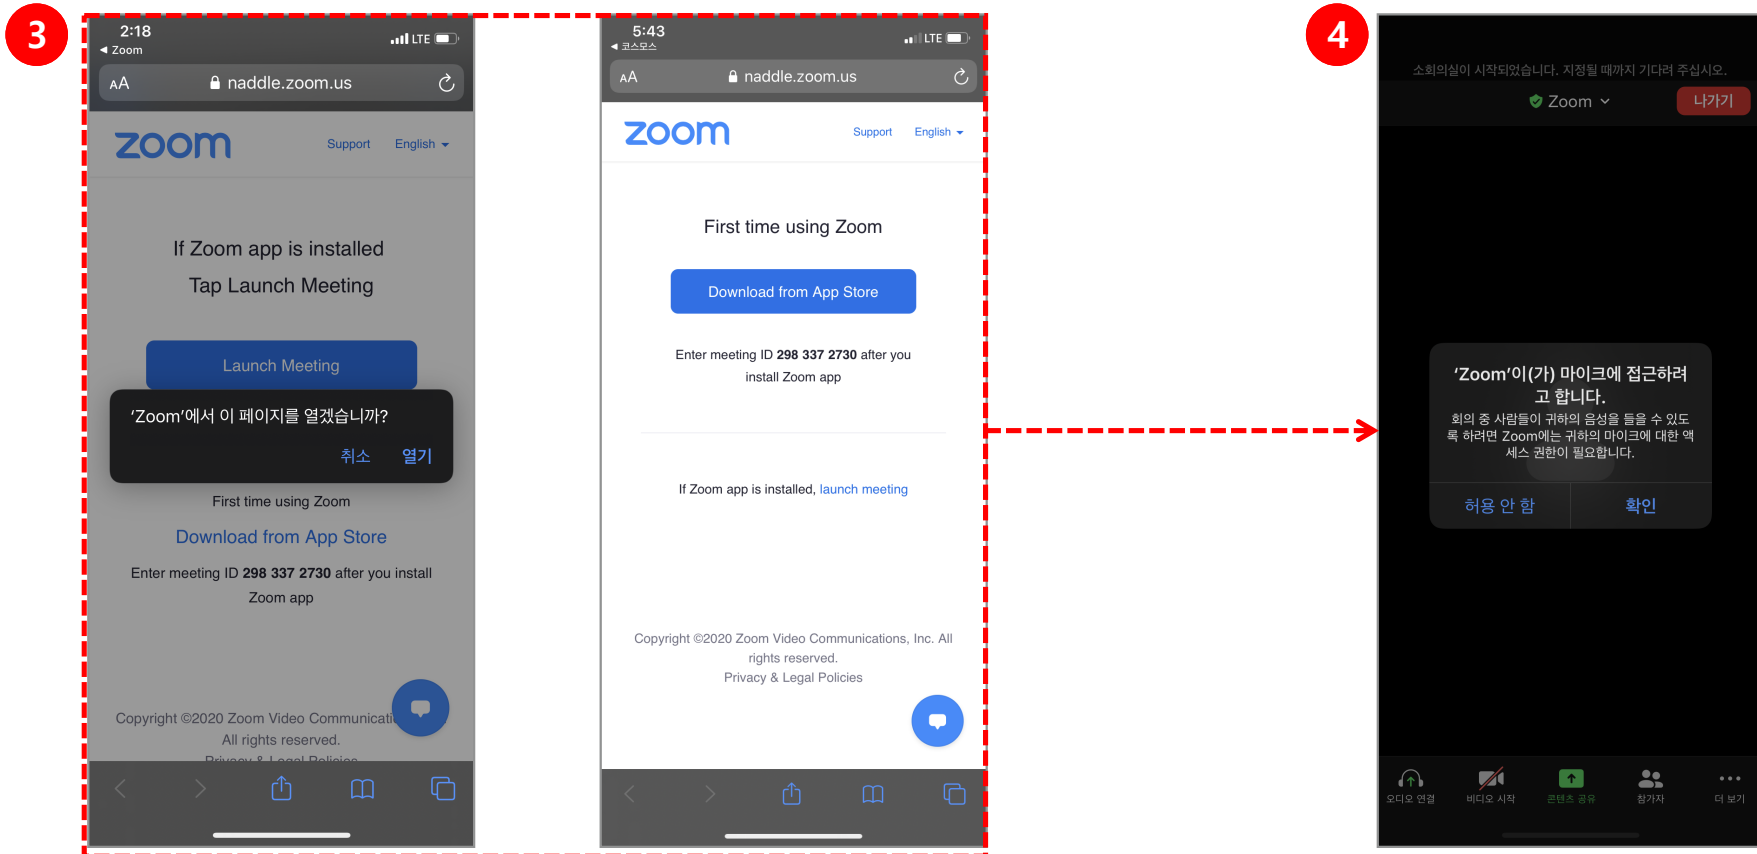 3
2:18
LTE
◀ Zoom
AA
naddle.zoom.us
zoom
Support
English
If Zoom app is installed
Tap Launch Meeting
Launch Meeting
‘Zoom’에서 이 페이지를 열겠습니까?
취소
열기
First time using Zoom
Download from App Store
Enter meeting ID 298 337 2730 after you install
Zoom app
Copyright ©2020 Zoom Video Communicati
All rights reserved.
Privacy & Legal Policies
5:43
LTE
◀ 코스모스
AA
naddle.zoom.us
zoom
Support
English
First time using Zoom
Download from App Store
Enter meeting ID 298 337 2730 after you
install Zoom app
If Zoom app is installed, launch meeting
Copyright ©2020 Zoom Video Communications, Inc. All
rights reserved.
Privacy & Legal Policies
4
소회의실이 시작되었습니다. 지정될 때까지 기다려 주십시오.
Zoom
나가기
‘Zoom’이(가) 마이크에 접근하려
고 합니다.
회의 중 사람들이 귀하의 음성을 들을 수 있도
록 하려면 Zoom에는 귀하의 마이크에 대한 액
세스 권한이 필요합니다.
허용 안 함
확인
오디오 연결
비디오 시작
콘텐츠 공유
참가자
더 보기